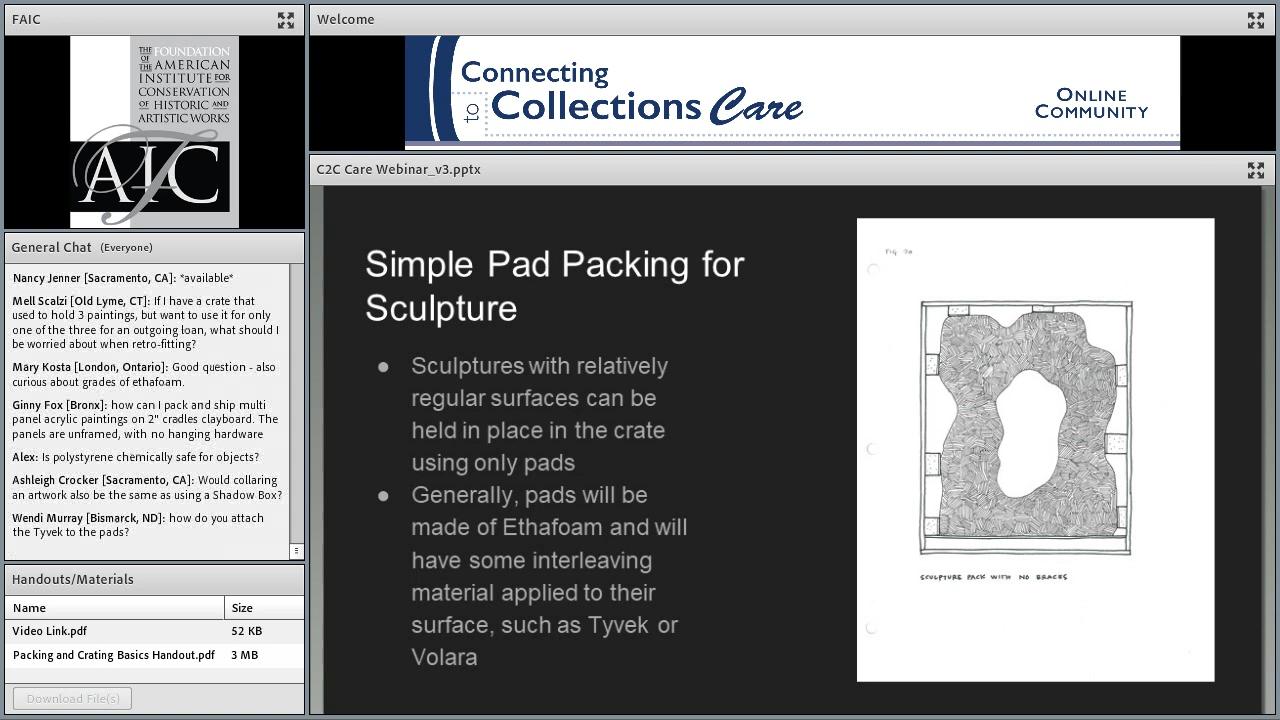 FAIC
THE FOUNDATION
OF THE AMERICAN
INSTITUTE FOR
CONSERVATION
OF HISTORIC AND
ARTISTIC WORKS
FAIC
General Chat (Everyone)
Nancy Jenner [Sacramento, CA]: *available*
Mell Scalzi [Old Lyme, CT]: If I have a crate that
used to hold 3 paintings, but want to use it for only
one of the three for an outgoing loan, what should I
be worried about when retro-fitting?
Mary Kosta [London, Ontario]: Good question - also
curious about grades of ethafoam.
Ginny Fox [Bronx]: how can I pack and ship multi
panel acrylic paintings on 2" cradles clayboard. The
panels are unframed, with no hanging hardware
Alex: Is polystyrene chemically safe for objects?
Ashleigh Crocker [Sacramento, CA]: Would collaring
an artwork also be the same as using a Shadow Box?
Wendi Murray [Bismarck, ND]: how do you attach
the Tyvek to the pads?
Handouts/Materials
Name Size
Video Link.pdf 52 KB
Packing and Crating Basics Handout.pdf 3 MB
Download File(s)
Welcome
Connecting
to Collections Care
ONLINE
COMMUNITY
C2C Care Webinar_v3.pptx
Simple Pad Packing for
Sculpture
● Sculptures with relatively
regular surfaces can be
held in place in the crate
using only pads
● Generally, pads will be
made of Ethafoam and will
have some interleaving
material applied to their
surface, such as Tyvek or
Volara
SCULPTURE PACK WITH NO BRACES